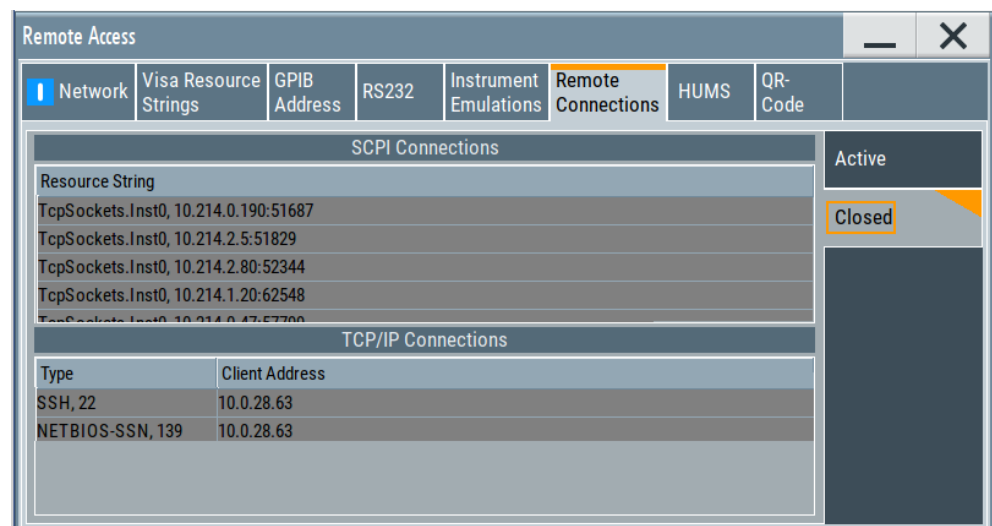 Remote Access
Network
Visa Resource
Strings
GPIB
Address
RS232
Instrument
Emulations
Remote
Connections
HUMS
QR-
Code
SCPI Connections
Resource String
TcpSockets.Inst0, 10.214.0.190:51687
TcpSockets.Inst0, 10.214.2.5:51829
TcpSockets.Inst0, 10.214.2.80:52344
TcpSockets.Inst0, 10.214.1.20:62548
TCP/IP Connections
Type Client Address
SSH, 22 10.0.28.63
NETBIOS-SSN, 139 10.0.28.63
Active
Closed